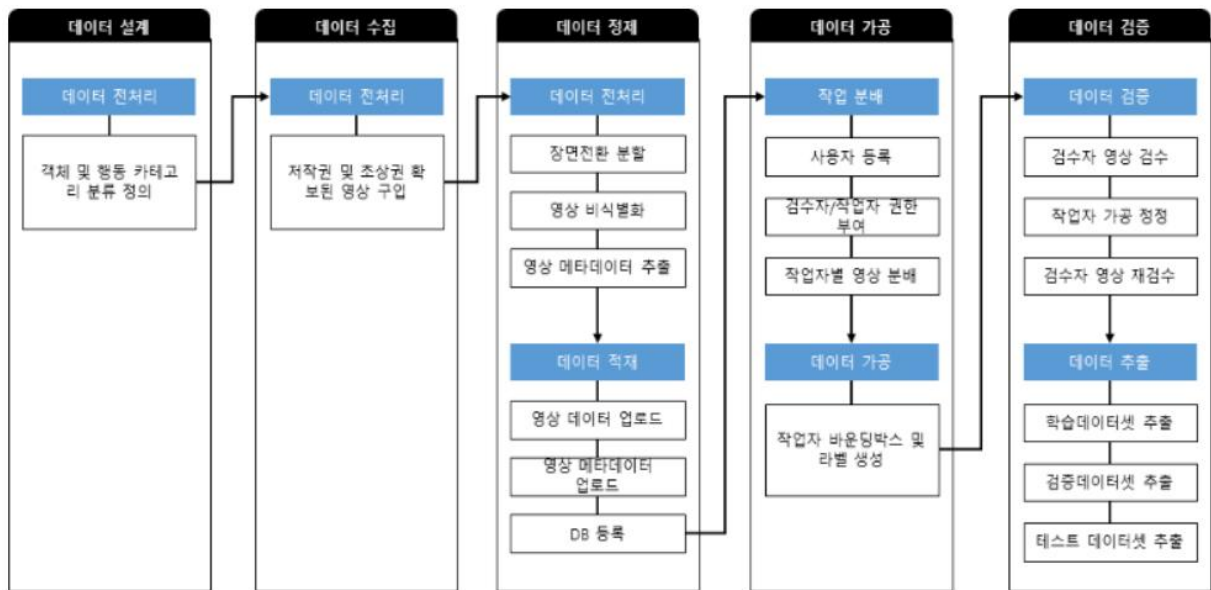 데이터 설계
데이터 전처리
객체 및 행동 카테고
리 분류 정의
데이터 수집
데이터 전처리
저작권 및 초상권 확
보된 영상 구입
데이터 정제
데이터 전처리
장면전환 분할
영상 비식별화
영상 메타데이터 추출
데이터 적재
영상 데이터 업로드
영상 메타데이터
업로드
DB 등록
데이터 가공
작업 분배
사용자 등록
검수자/작업자 권한
부여
작업자별 영상 분배
데이터 가공
작업자 바운딩박스 및
라벨 생성
데이터 검증
데이터 검증
검수자 영상 검수
작업자 가공 정정
검수자 영상 재검수
데이터 추출
학습데이터셋 추출
검증데이터셋 추출
테스트 데이터셋 추출